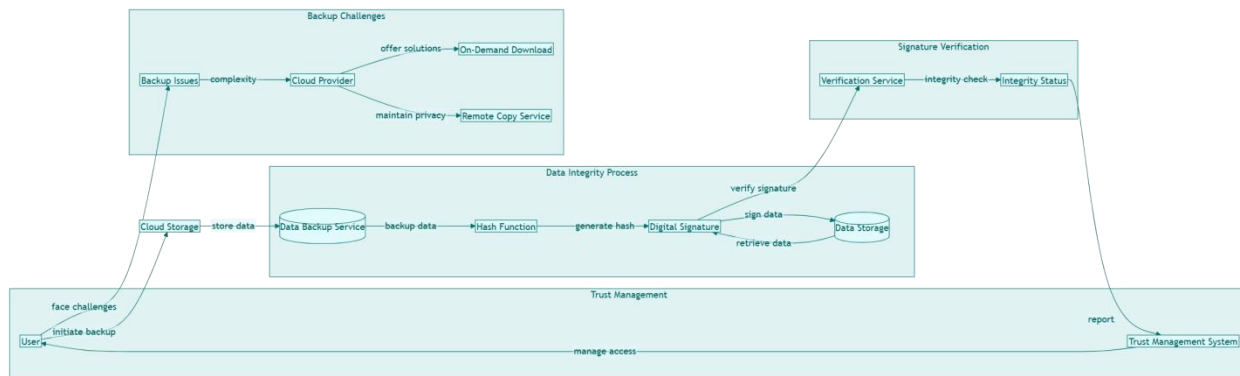 Backup Challenges
offer solutions
On-Demand Download
Backup Issues
complexity
Cloud Provider
maintain privacy
Remote Copy Service
Signature Verification
Verification Service
integrity check
Integrity Status
Data Integrity Process
verify signature
Cloud Storage
store data
Data Backup Service
backup data
Hash Function
generate hash
Digital Signature
sign data
retrieve data
Data Storage
Trust Management
face challenges
initiate backup
User
manage access
report
Trust Management System